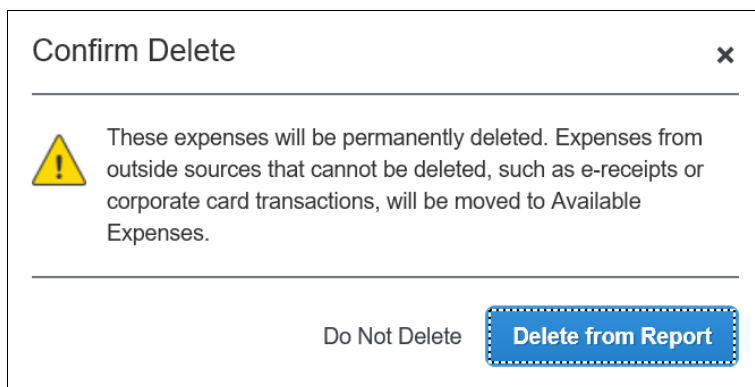 Confirm Delete
These expenses will be permanently deleted. Expenses from
outside sources that cannot be deleted, such as e-receipts or
corporate card transactions, will be moved to Available
Expenses.
Do Not Delete
Delete from Report